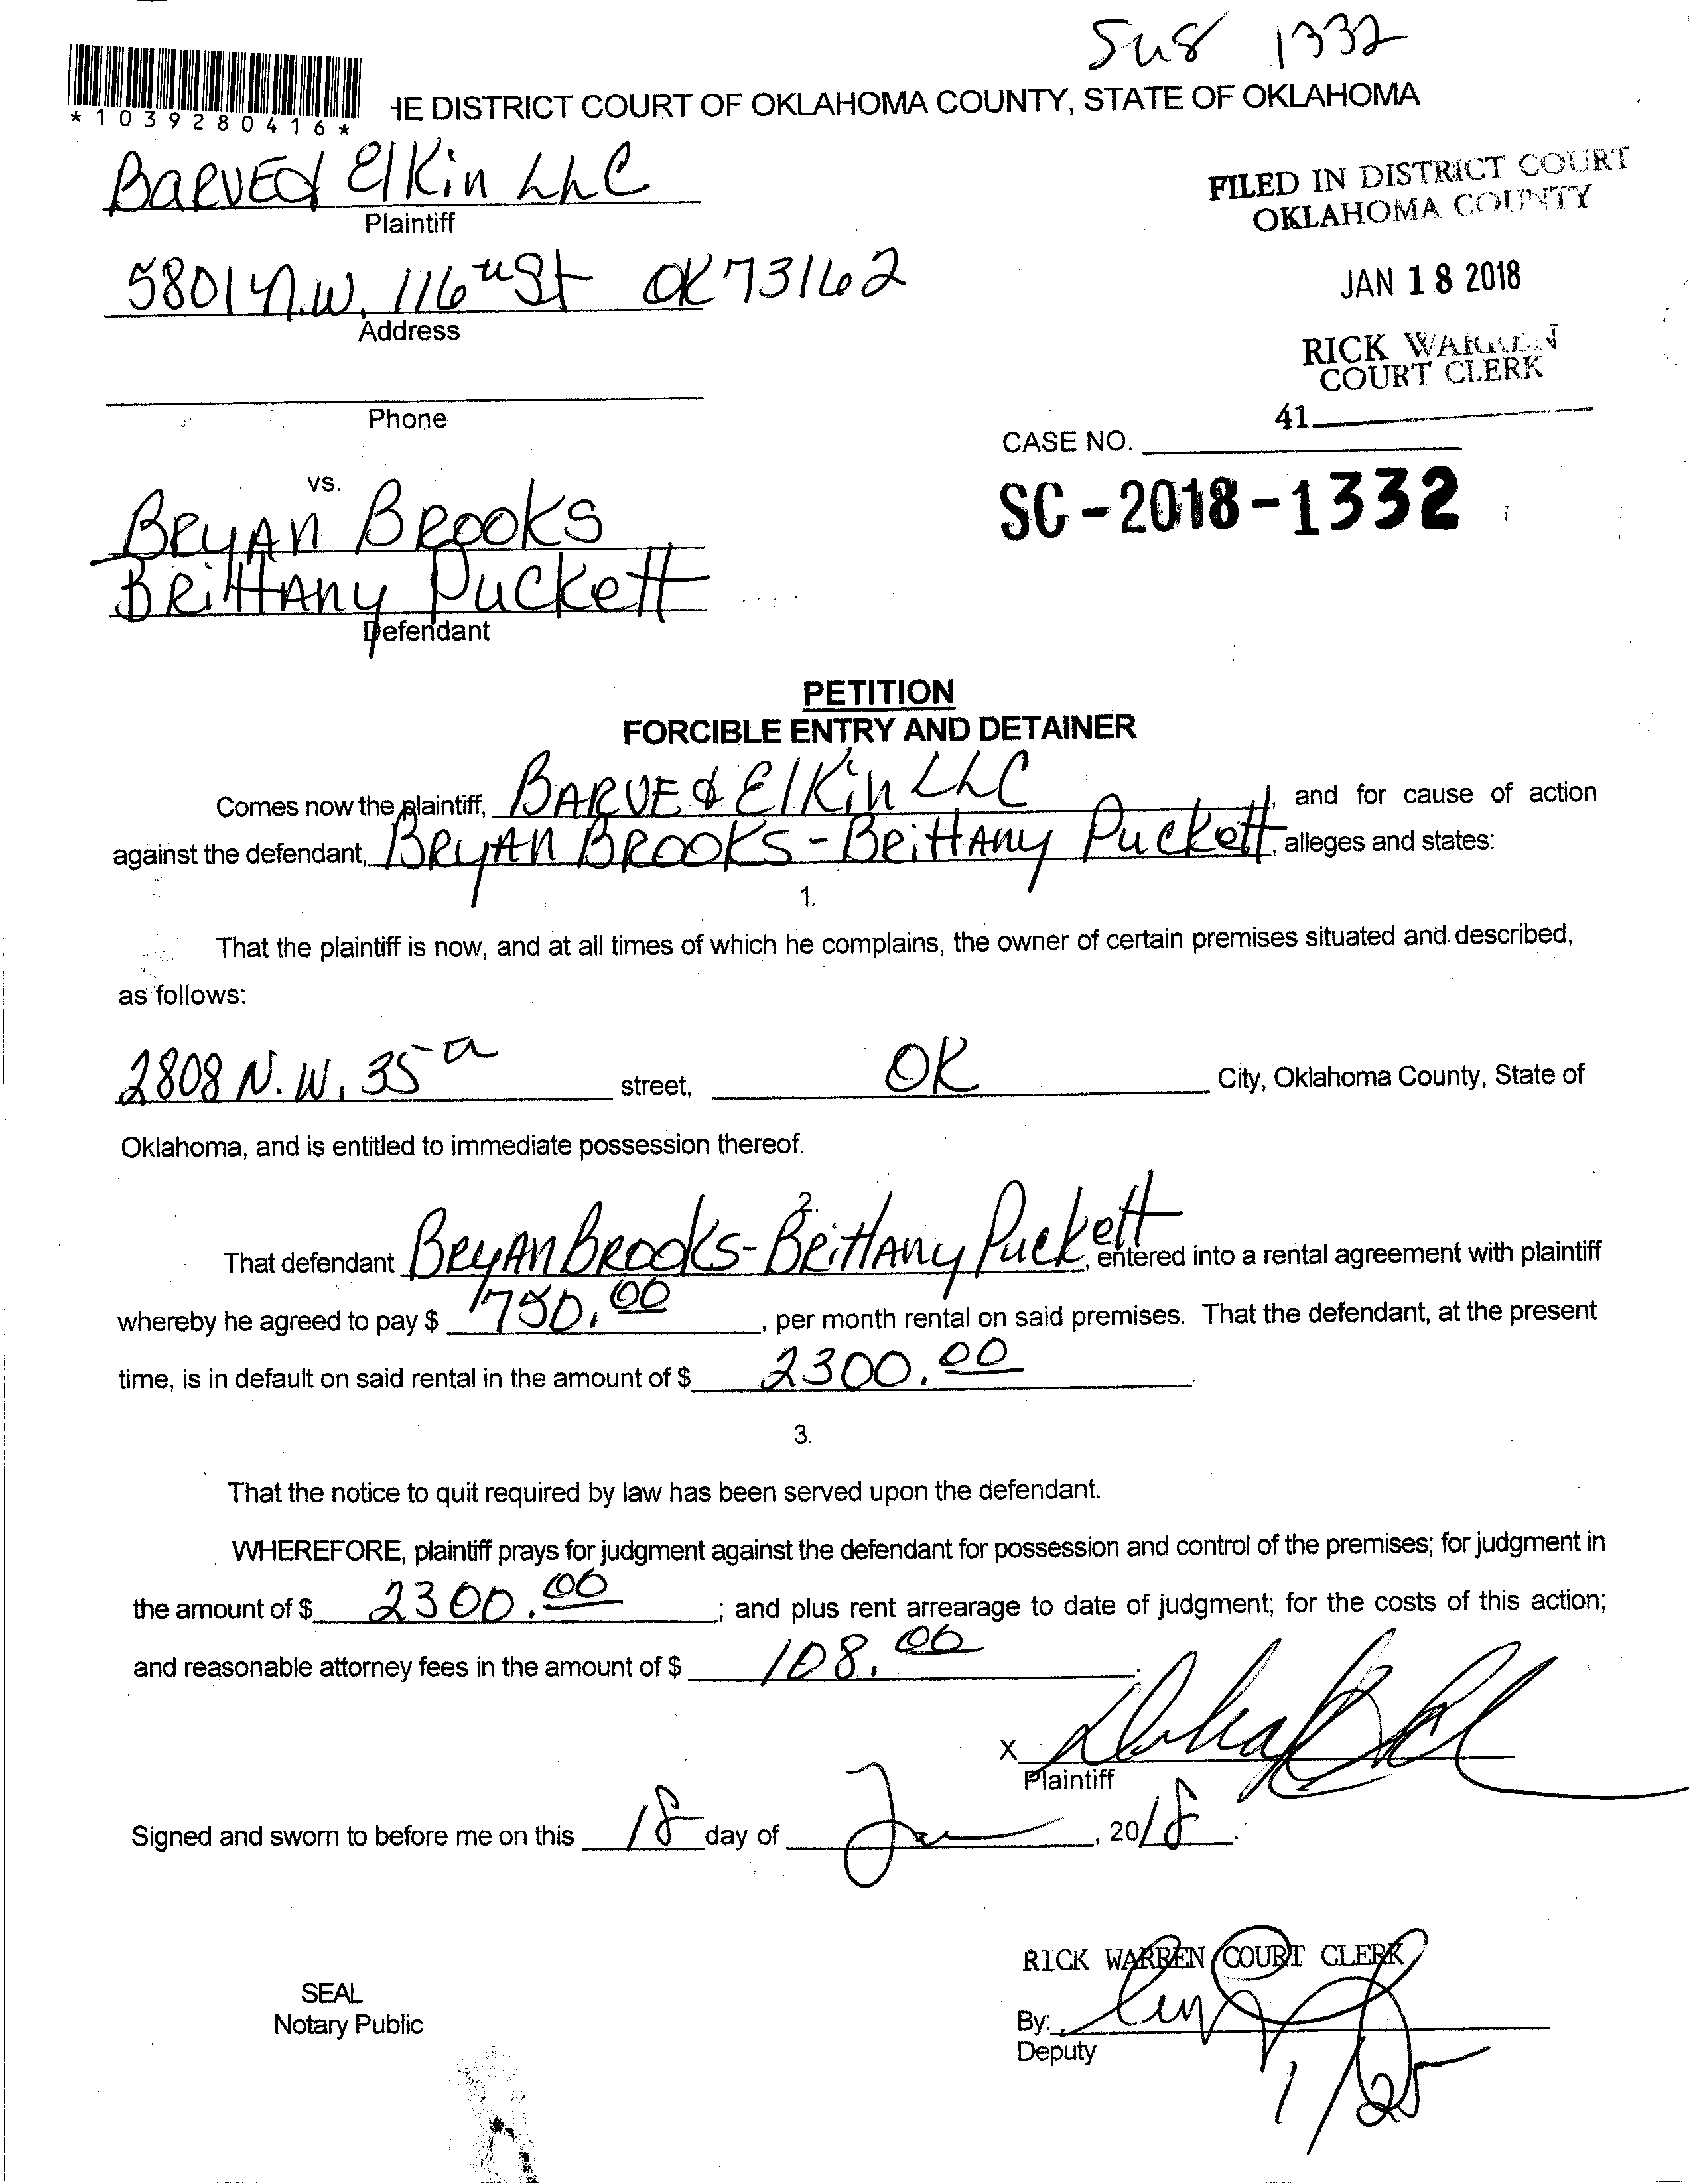 SC 1332
*1039280416*
HE DISTRICT COURT OF OKLAHOMA COUNTY, STATE OF OKLAHOMA
BARVE & ElKin LLC
Plaintiff
FILED IN DISTRICT COURT
OKLAHOMA COUNTY
5801 N.W. 116th St OK 73162
Address
JAN 18 2018
RICK WARREN
COURT CLERK
Phone
41
CASE NO.
vs.
SC-2018-1332
BRYAN BROOKS
BRiTTANy Puckett
Defendant
PETITION
FORCIBLE ENTRY AND DETAINER
Comes now the plaintiff, BARVE & ElKin LLC, and for cause of action
against the defendant, BRYAN BROOKS - BRiTTANy Puckett, alleges and states:
1.
That the plaintiff is now, and at all times of which he complains, the owner of certain premises situated and described,
as follows:
2808 N.W. 35th street, OK City, Oklahoma County, State of
Oklahoma, and is entitled to immediate possession thereof.
2.
That defendant BRYAN BROOKS - BRiTTANy Puckett, entered into a rental agreement with plaintiff
whereby he agreed to pay $ 750.00, per month rental on said premises. That the defendant, at the present
time, is in default on said rental in the amount of $ 2300.00.
3.
That the notice to quit required by law has been served upon the defendant.
WHEREFORE, plaintiff prays for judgment against the defendant for possession and control of the premises; for judgment in
the amount of $ 2300.00; and plus rent arrearage to date of judgment; for the costs of this action;
and reasonable attorney fees in the amount of $ 108.00.
X
Plaintiff
Signed and sworn to before me on this 18 day of Jan, 2018.
RICK WARREN COURT CLERK
SEAL
Notary Public
By:
Deputy
1/25